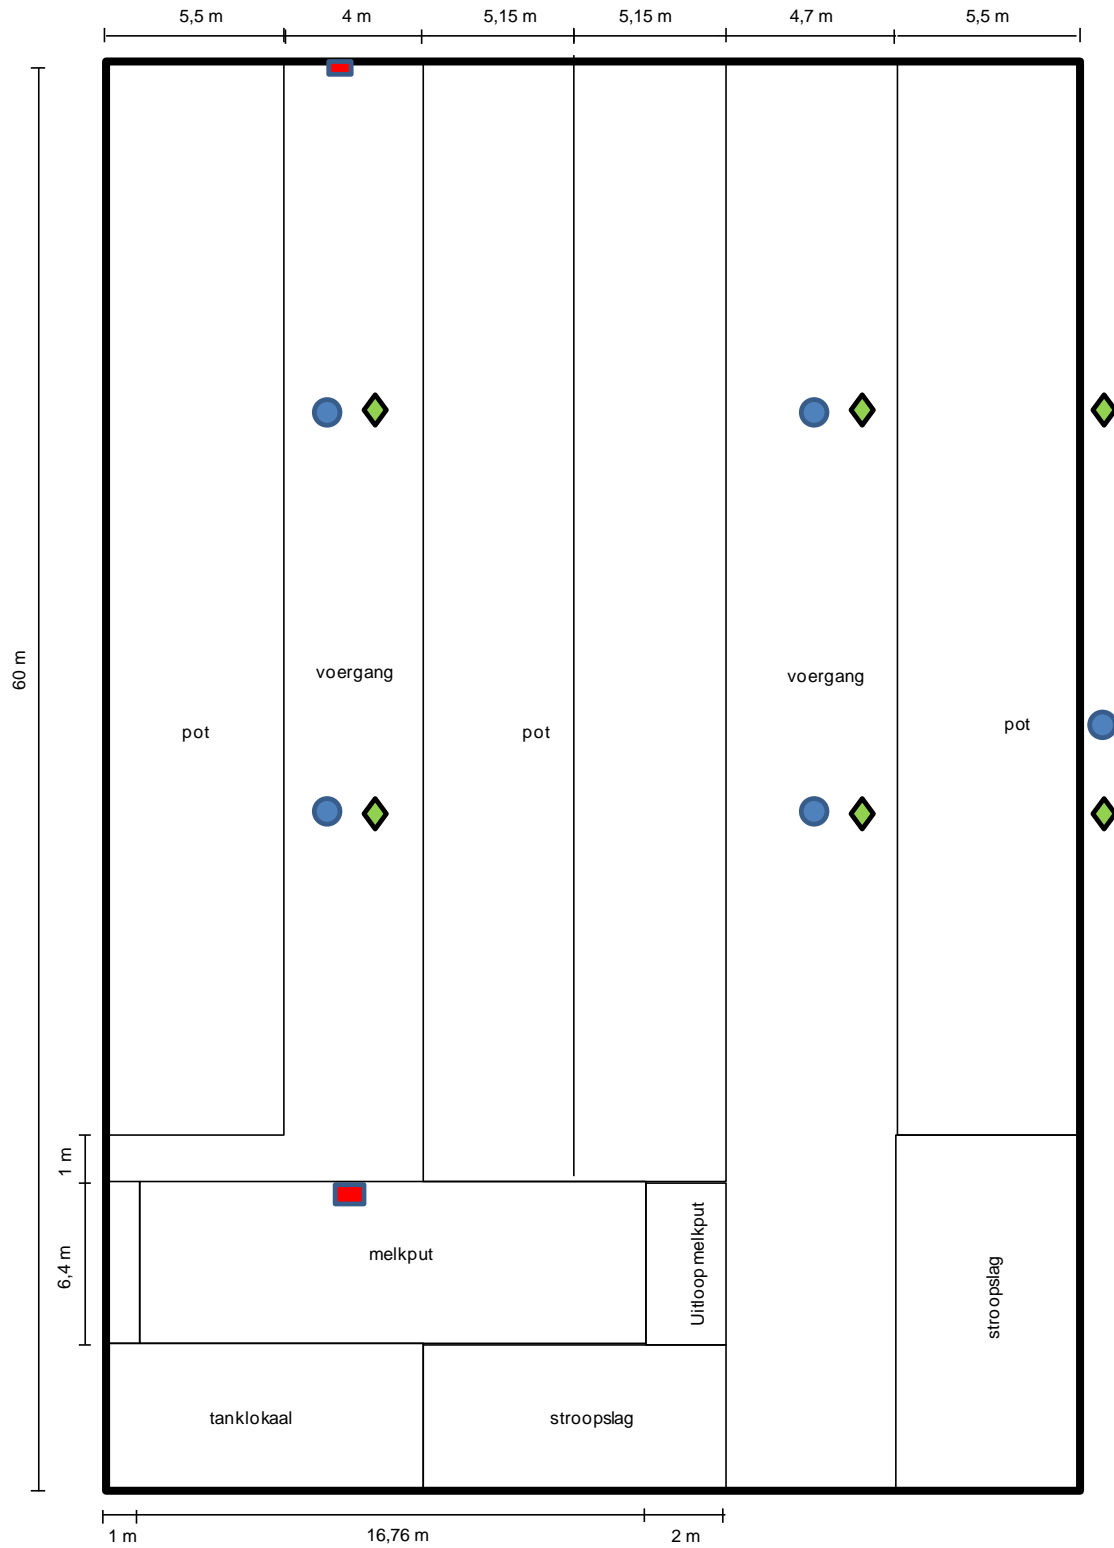 5,5 m
4 m
5,15 m
5,15 m
4,7 m
5,5 m
60 m
voergang
voergang
pot
pot
pot
1 m
6,4 m
melkput
Uitloop melkput
stroopslag
tanklokaal
stroopslag
1 m
16,76 m
2 m